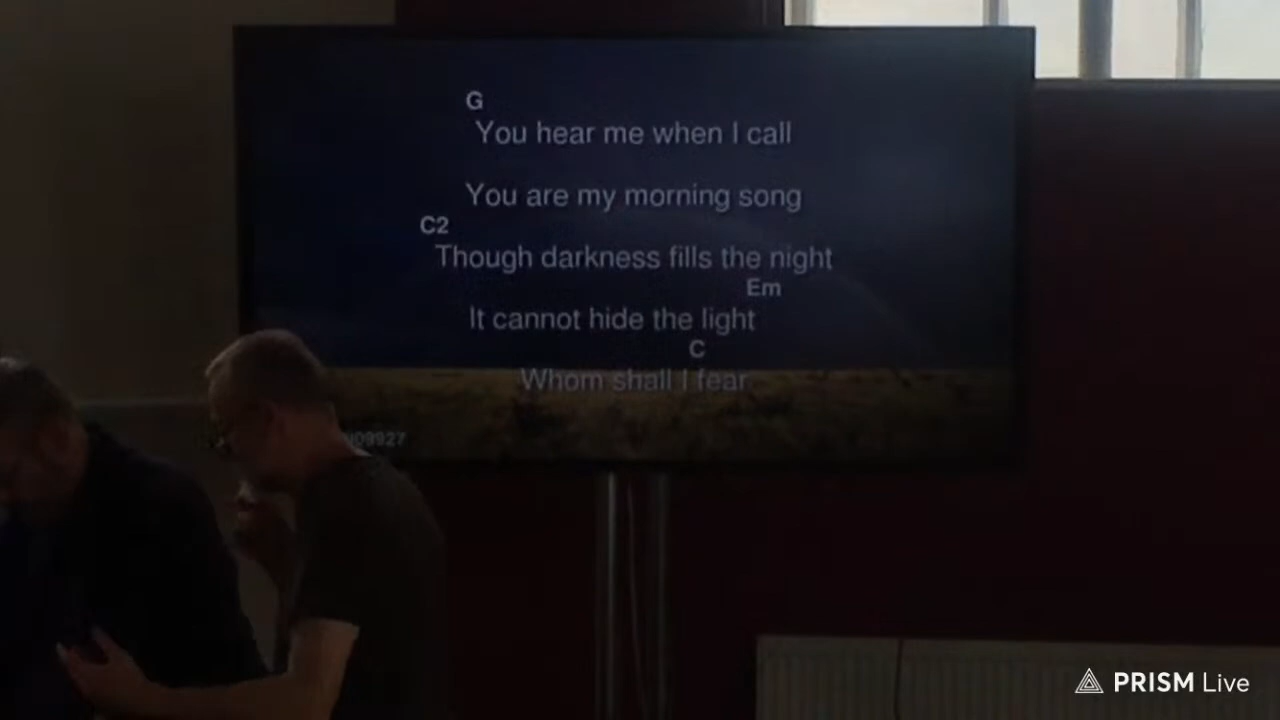 G
You hear me when I call
You are my morning song
C2
Though darkness fills the night
Em
It cannot hide the light
C
Whom shall I fear
09927
PRISM Live